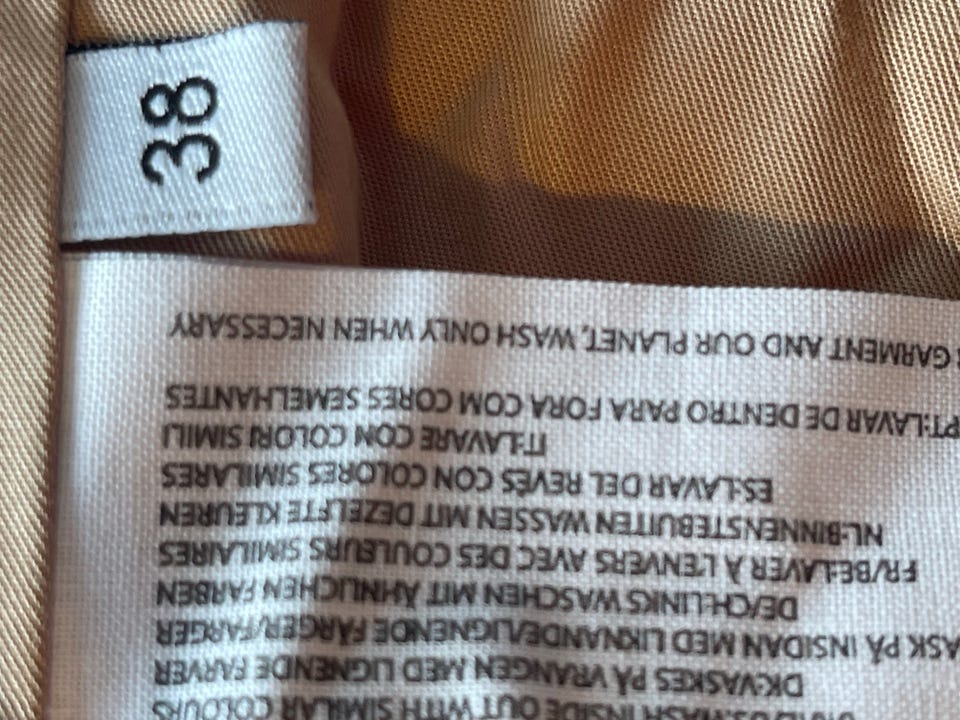 38
WASH INSIDE OUT WITH SIMILAR COLOURS
DK:VASKES PÅ VRANGEN MED LIGNENDE FARVER
ASK PÅ INSIDAN MED LIKNANDE/LIGNENDE FÄRGER/FARGER
DE/CH:LINKS WASCHEN MIT ÄHNLICHEN FARBEN
FR/BE:LAVER À L'ENVERS AVEC DES COULEURS SIMILAIRES
NL:BINNENSTEBUITEN WASSEN MIT DEZELFTE KLEUREN
ES:LAVAR DEL REVÉS CON COLORES SIMILARES
IT:LAVARE CON COLORI SIMILI
PT:LAVAR DE DENTRO PARA FORA COM CORES SEMELHANTES
GARMENT AND OUR PLANET, WASH ONLY WHEN NECESSARY